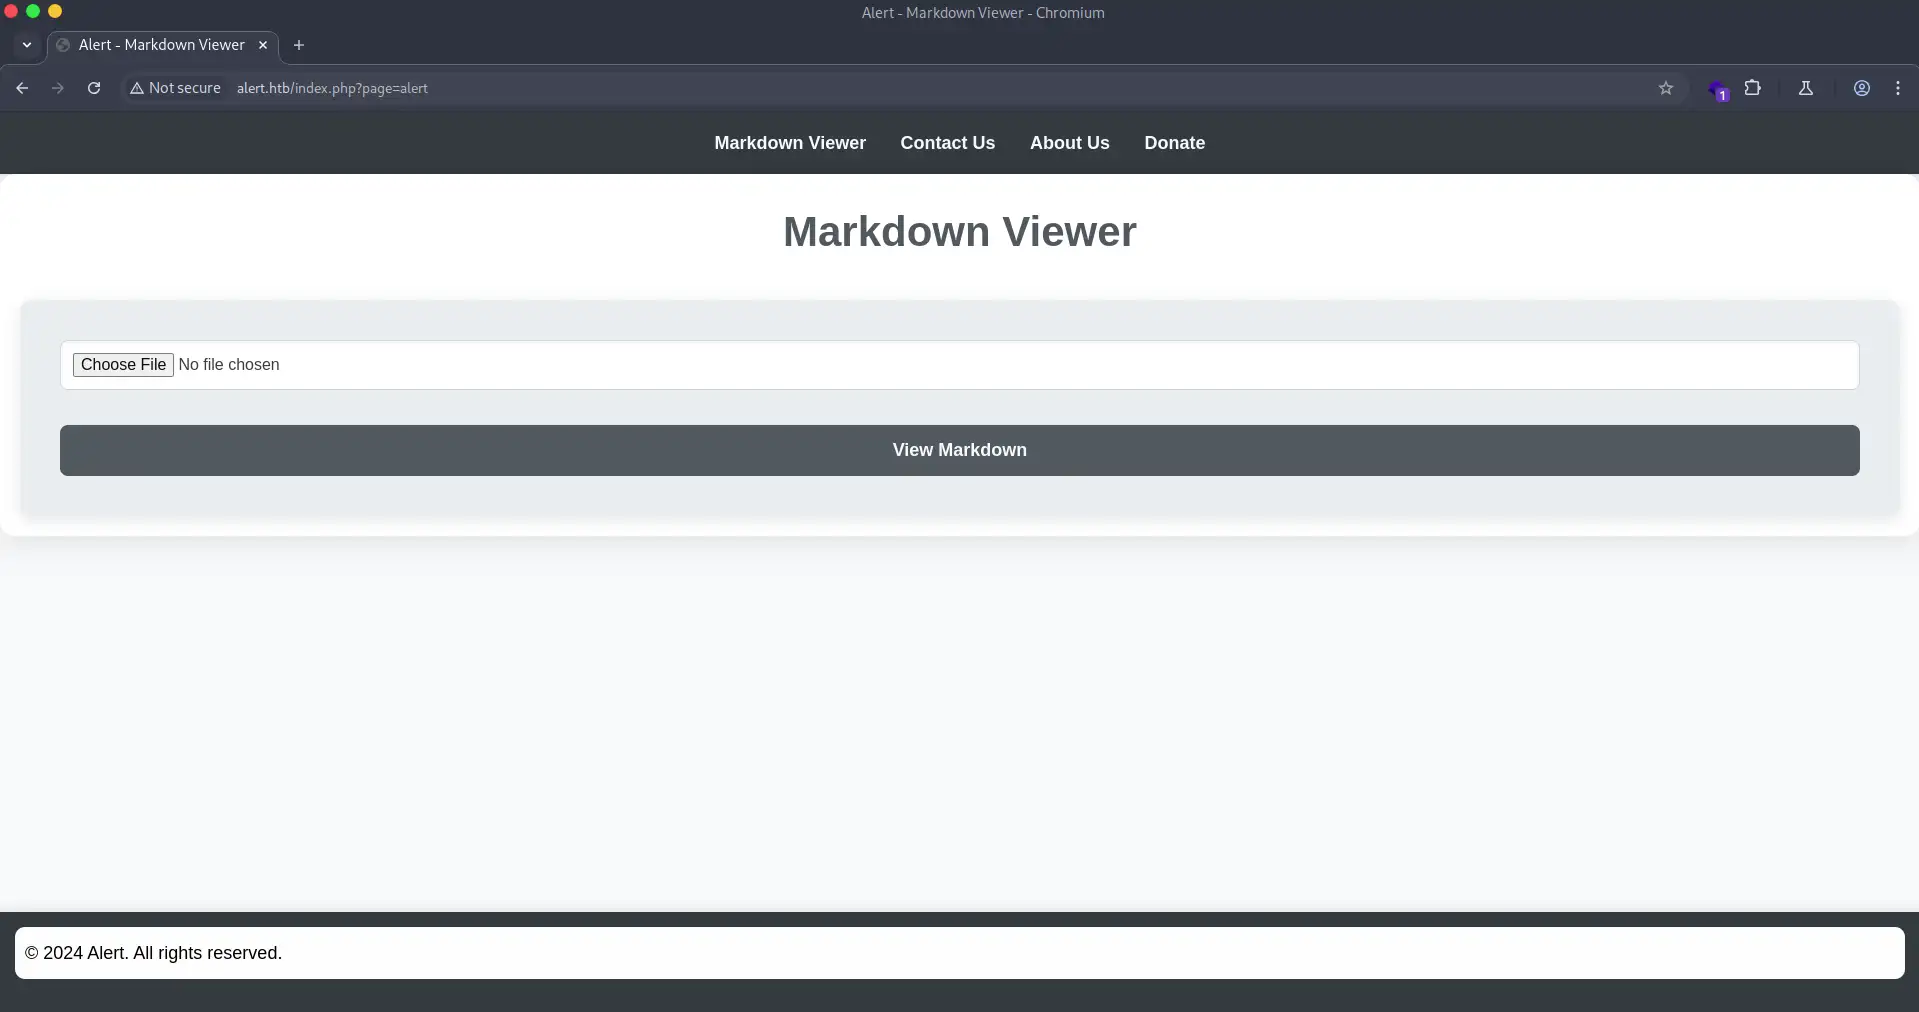 Alert - Markdown Viewer - Chromium
Alert - Markdown Viewer
Not secure alert.htb/index.php?page=alert
1
Markdown Viewer Contact Us About Us Donate
Markdown Viewer
Choose File No file chosen
View Markdown
© 2024 Alert. All rights reserved.